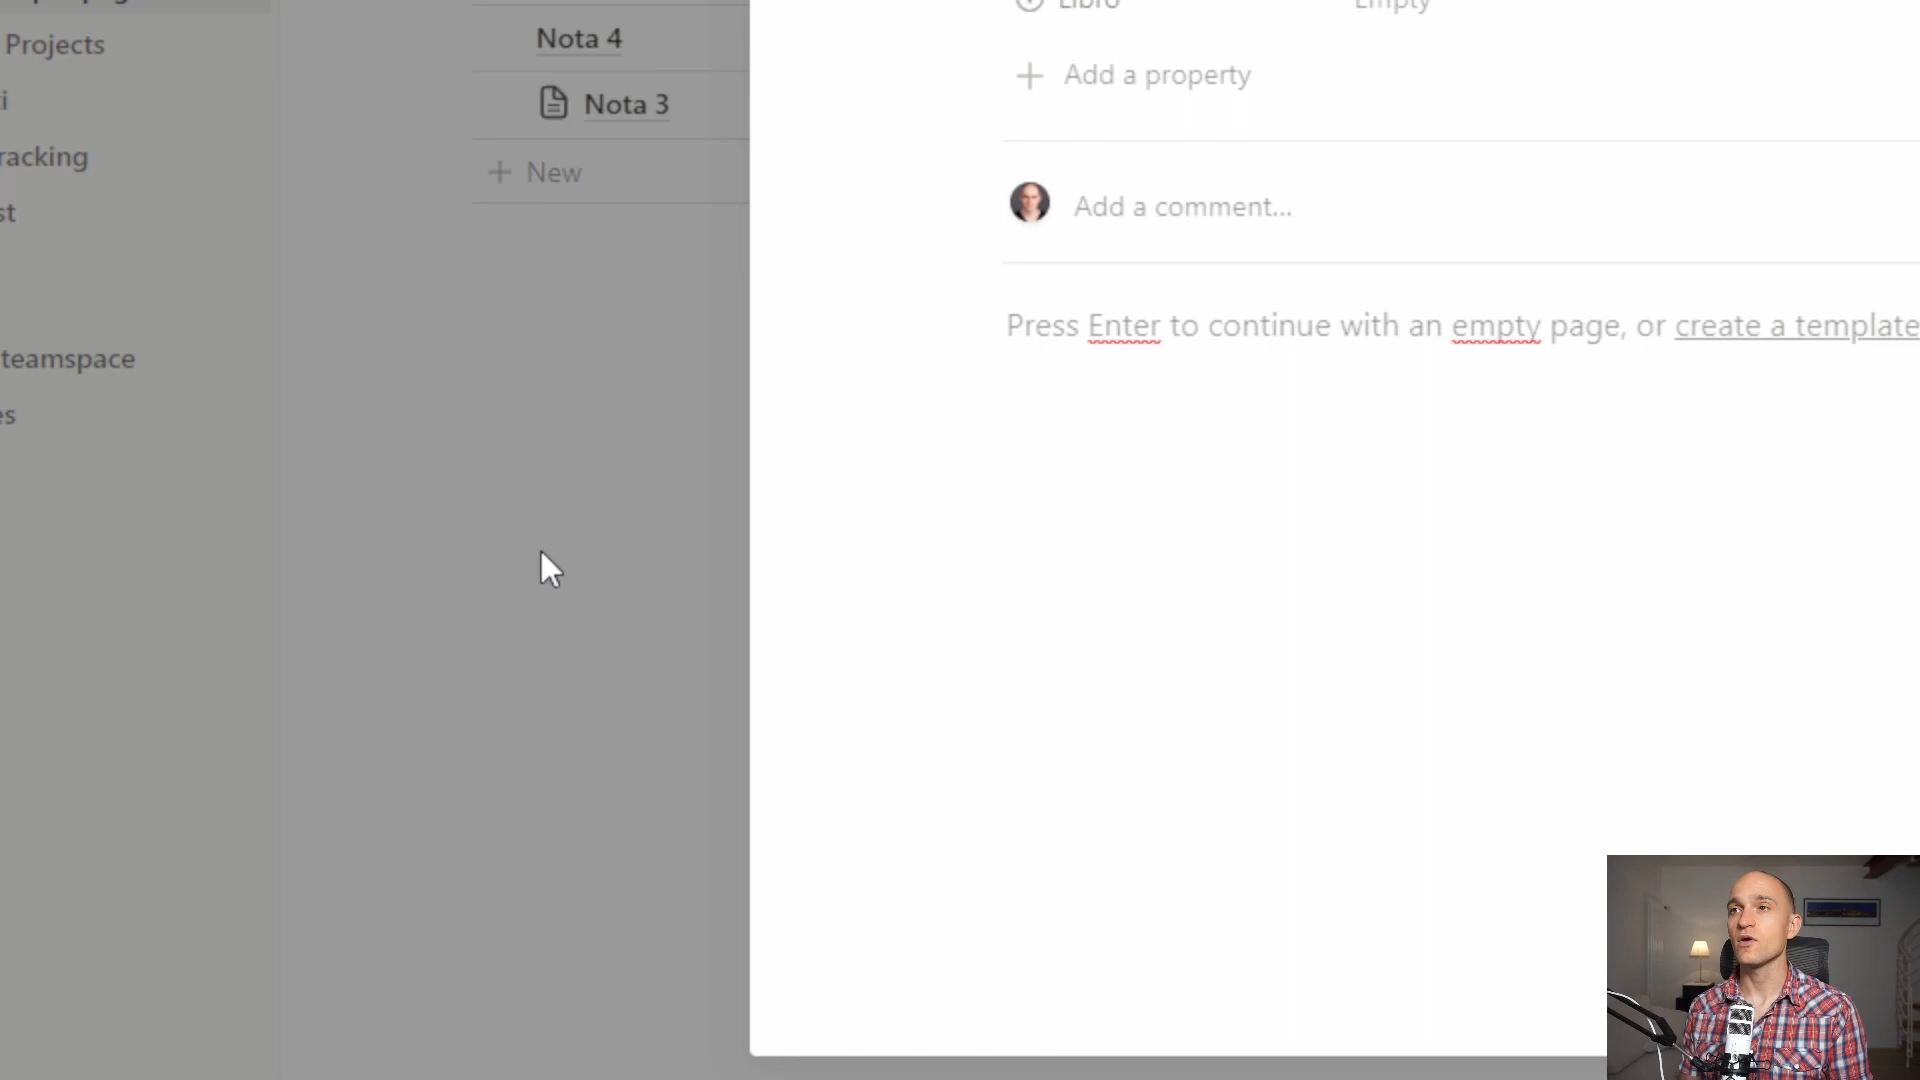 Projects
ti
racking
st
teamspace
es
Nota 4
Nota 3
+ New
Libro
Empty
+ Add a property
Add a comment...
Press Enter to continue with an empty page, or create a template